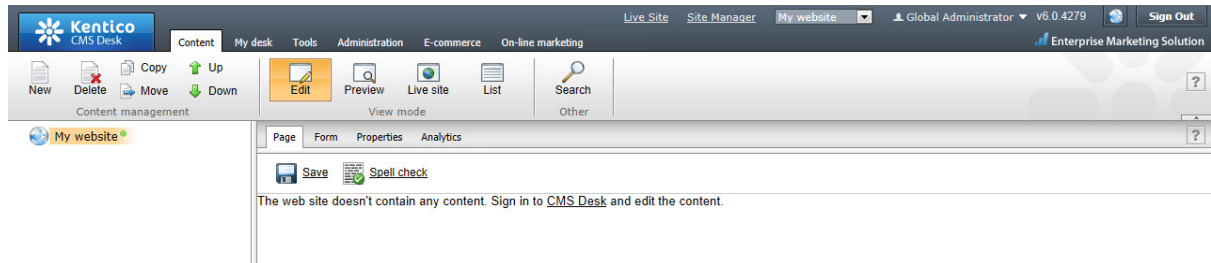 Kentico
CMS Desk
Live Site Site Manager My website Global Administrator v6.0.4279 Sign Out
Content My desk Tools Administration E-commerce On-line marketing
Enterprise Marketing Solution
New Delete Copy Move Up Down
Content management
Edit Preview Live site List
View mode
Search
Other
?
My website
Page Form Properties Analytics
?
Save Spell check
The web site doesn't contain any content. Sign in to CMS Desk and edit the content.